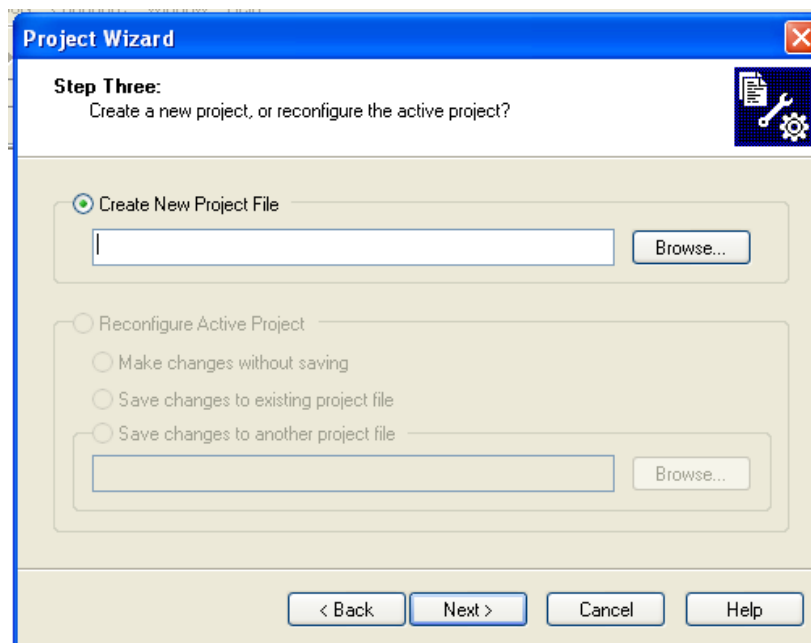 Project Wizard
Step Three:
Create a new project, or reconfigure the active project?
Create New Project File
Browse...
Reconfigure Active Project
Make changes without saving
Save changes to existing project file
Save changes to another project file
Browse...
< Back Next > Cancel Help